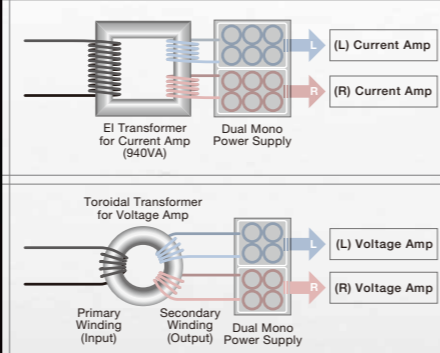 L
(L) Current Amp
R
(R) Current Amp
EI Transformer
for Current Amp
(940VA)
Dual Mono
Power Supply
Toroidal Transformer
for Voltage Amp
L
(L) Voltage Amp
R
(R) Voltage Amp
Primary
Winding
(Input)
Secondary
Winding
(Output)
Dual Mono
Power Supply